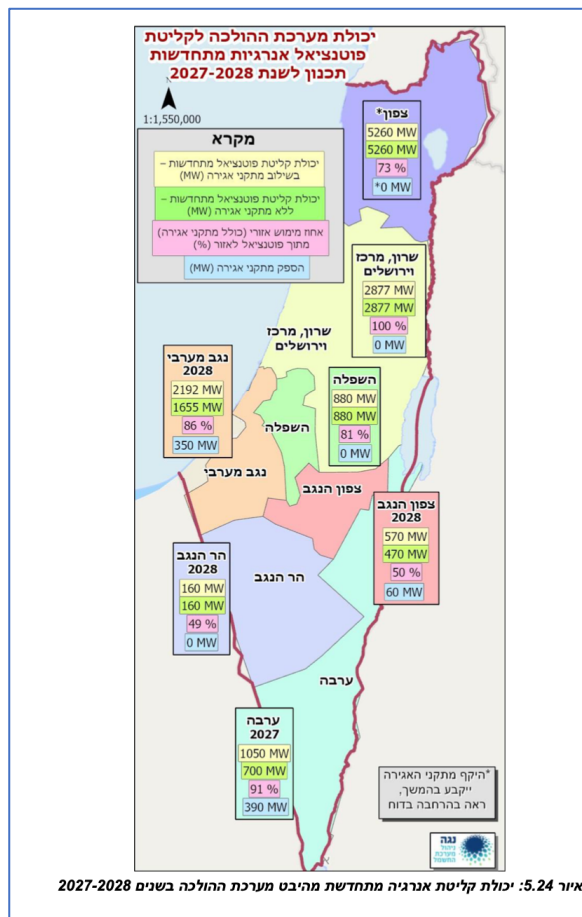 יכולת מערכת ההולכה לקליטת
פוטנציאל אנרגיות מתחדשות
תכנון לשנת 2027-2028
1:1,550,000
מקרא
יכולת קליטת פוטנציאל מתחדשות –
בשילוב מתקני אגירה (MW)
יכולת קליטת פוטנציאל מתחדשות –
ללא מתקני אגירה (MW)
אחוז מימוש אזורי (כולל מתקני אגירה)
מתוך פוטנציאל לאזור (%)
הספק מתקני אגירה (MW)
צפון*
5260 MW
5260 MW
73 %
*0 MW
שרון, מרכז
וירושלים
2877 MW
2877 MW
100 %
0 MW
שרון, מרכז
וירושלים
נגב מערבי
2028
2192 MW
1655 MW
86 %
350 MW
השפלה
880 MW
880 MW
81 %
0 MW
השפלה
נגב מערבי
צפון הנגב
צפון הנגב
2028
570 MW
470 MW
50 %
60 MW
הר הנגב
2028
160 MW
160 MW
49 %
0 MW
הר הנגב
ערבה
ערבה
2027
1050 MW
700 MW
91 %
390 MW
*היקף מתקני האגירה
ייקבע בהמשך,
ראה בהרחבה בדוח
נגה
ניהול
מערכת
החשמל
איור 5.24: יכולת קליטת אנרגיה מתחדשת מהיבט מערכת ההולכה בשנים 2027-2028